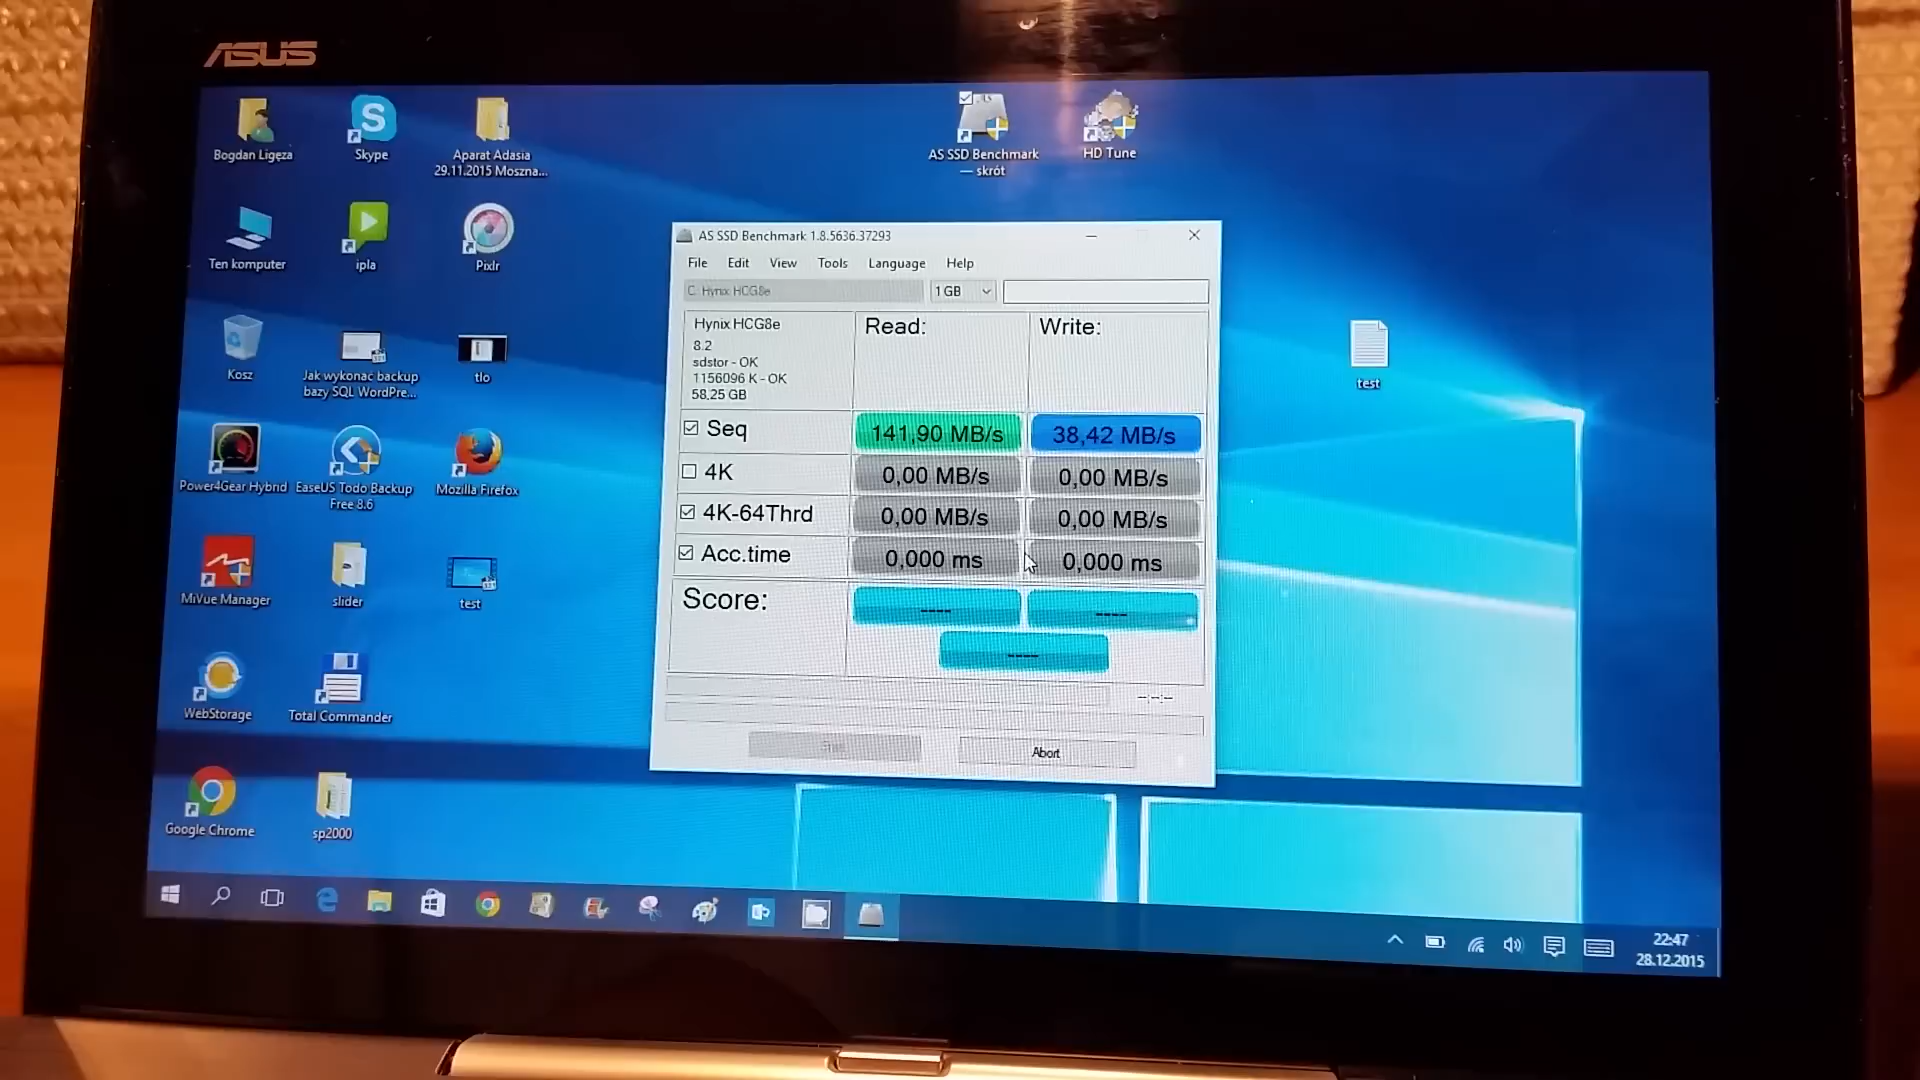 ASUS
Bogdan Ligęza
Skype
Aparat Adasia
29.11.2015 Moszna...
AS SSD Benchmark
— skrót
HD Tune
Ten komputer
ipla
Pixlr
Kosz
Jak wykonać backup
bazy SQL WordPre...
tlo
Power4Gear Hybrid
EaseUS Todo Backup
Free 8.6
Mozilla Firefox
MiVue Manager
slider
test
WebStorage
Total Commander
Google Chrome
sp2000
test
AS SSD Benchmark 1.8.5636.37293
File Edit View Tools Language Help
C: Hynix HCG8e
1 GB
Hynix HCG8e
8.2
sdstor - OK
1156096 K - OK
58,25 GB
Read:
Write:
Seq 141,90 MB/s 38,42 MB/s
4K 0,00 MB/s 0,00 MB/s
4K-64Thrd 0,00 MB/s 0,00 MB/s
Acc.time 0,000 ms 0,000 ms
Score: ---- ----
----
--:--:--
Start
Abort
22:47
28.12.2015